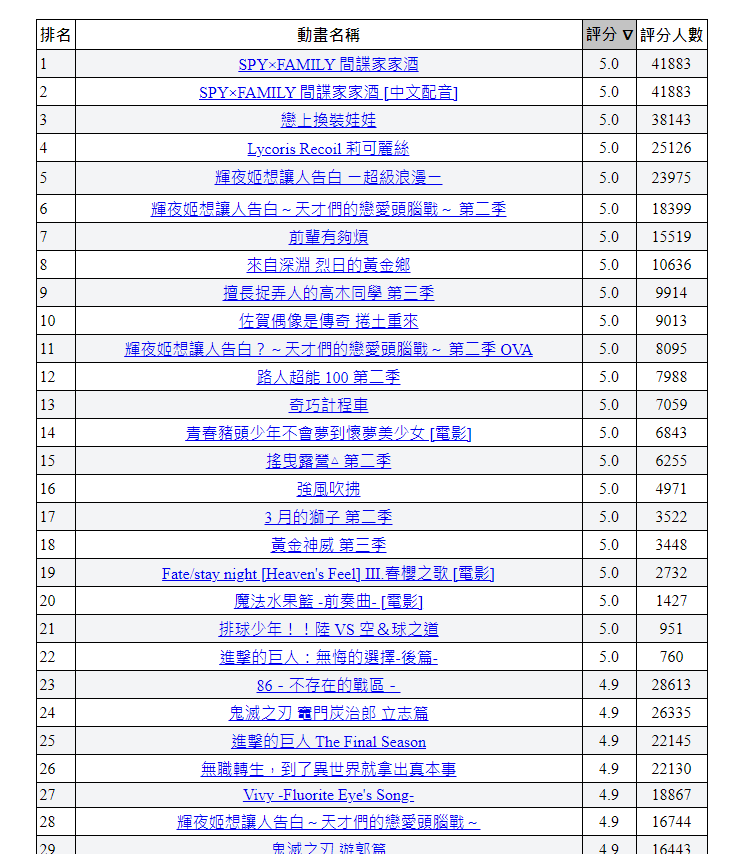 排名 動畫名稱 評分 ∇ 評分人數
1 SPY×FAMILY 間諜家家酒 5.0 41883
2 SPY×FAMILY 間諜家家酒 [中文配音] 5.0 41883
3 戀上換裝娃娃 5.0 38143
4 Lycoris Recoil 莉可麗絲 5.0 25126
5 輝夜姬想讓人告白 －超級浪漫－ 5.0 23975
6 輝夜姬想讓人告白～天才們的戀愛頭腦戰～ 第二季 5.0 18399
7 前輩有夠煩 5.0 15519
8 來自深淵 烈日的黃金鄉 5.0 10636
9 擅長捉弄人的高木同學 第三季 5.0 9914
10 佐賀偶像是傳奇 捲土重來 5.0 9013
11 輝夜姬想讓人告白？～天才們的戀愛頭腦戰～ 第二季 OVA 5.0 8095
12 路人超能 100 第二季 5.0 7988
13 奇巧計程車 5.0 7059
14 青春豬頭少年不會夢到懷夢美少女 [電影] 5.0 6843
15 搖曳露營△ 第二季 5.0 6255
16 強風吹拂 5.0 4971
17 3 月的獅子 第二季 5.0 3522
18 黃金神威 第三季 5.0 3448
19 Fate/stay night [Heaven's Feel] III.春櫻之歌 [電影] 5.0 2732
20 魔法水果籃 -前奏曲- [電影] 5.0 1427
21 排球少年！！陸 VS 空＆球之道 5.0 951
22 進擊的巨人：無悔的選擇-後篇- 5.0 760
23 86－不存在的戰區－ 4.9 28613
24 鬼滅之刃 竈門炭治郎 立志篇 4.9 26335
25 進擊的巨人 The Final Season 4.9 22145
26 無職轉生，到了異世界就拿出真本事 4.9 22130
27 Vivy -Fluorite Eye's Song- 4.9 18867
28 輝夜姬想讓人告白～天才們的戀愛頭腦戰～ 4.9 16744
29 鬼滅之刃 遊郭篇 4.9 16443